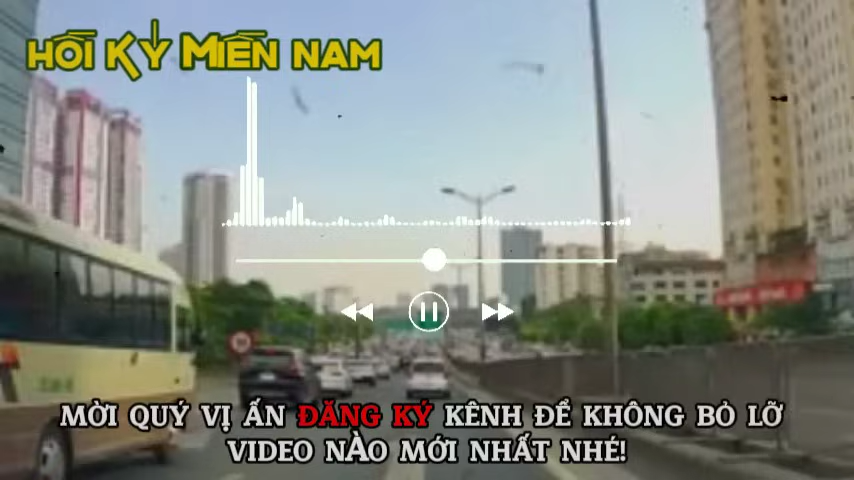 HỒI KÝ MIỀN NAM
MỜI QUÝ VỊ ẤN ĐĂNG KÝ KÊNH ĐỂ KHÔNG BỎ LỠ
VIDEO NÀO MỚI NHẤT NHÉ!